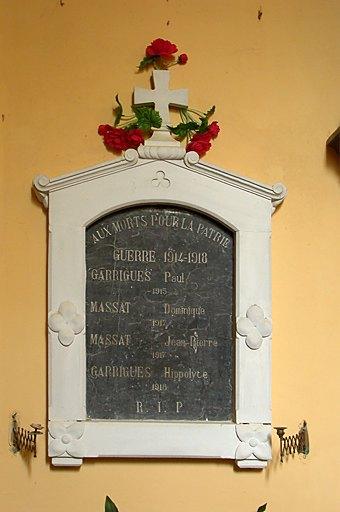 AUX MORTS POUR LA PATRIE
GUERRE 1914-1918
GARRIGUES Paul
1915
MASSAT Dominique
1917
MASSAT Jean-Pierre
1917
GARRIGUES Hippolyte
1918
R. I. P